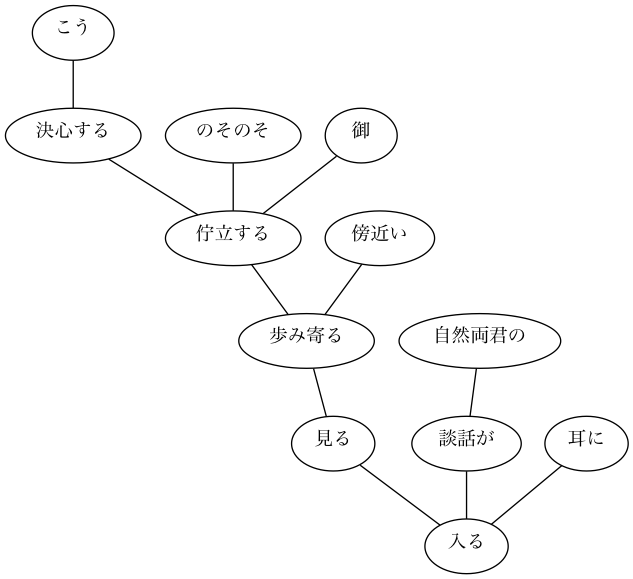 こう
決心する
のそのそ
御
佇立する
傍近い
歩み寄る
自然両君の
見る
談話が
耳に
入る